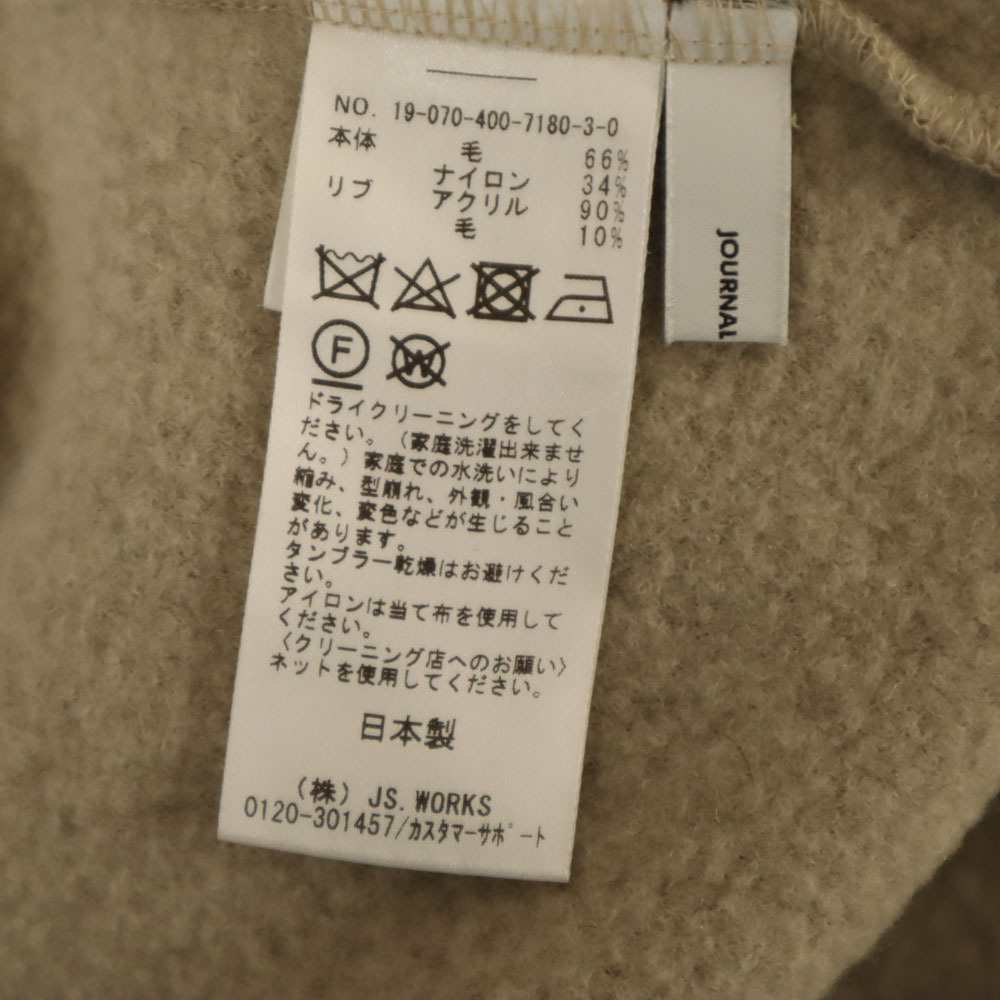 NO. 19-070-400-7180-3-0
本体 毛 66%
ナイロン 34%
リブ アクリル 90%
毛 10%
F
W
ドライクリーニングをしてく
ださい。（家庭洗濯出来ませ
ん。）家庭での水洗いにより
縮み、型崩れ、外観・風合い
変化、変色などが生じること
があります。
タンブラー乾燥はお避けくだ
さい。
アイロンは当て布を使用して
ください。
〈クリーニング店へのお願い〉
ネットを使用してください。
日本製
（株） JS.WORKS
0120-301457/カスタマーサポート
JOURNAL